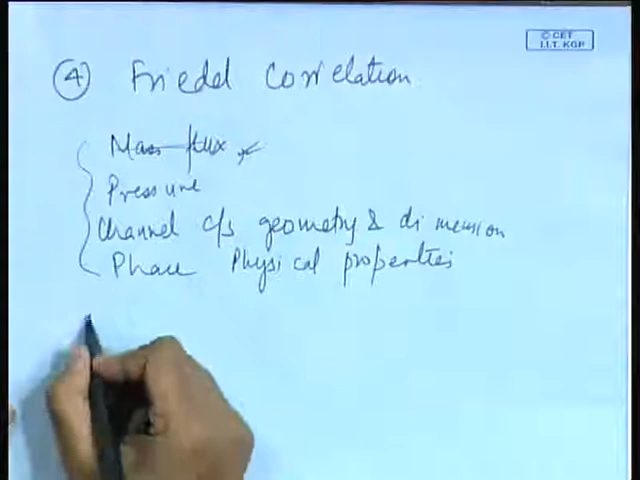 © CET
I.I.T. KGP
④ Friedel Correlation
Mass flux
Pressure
Channel c/s geometry & dimension
Phase Physical properties